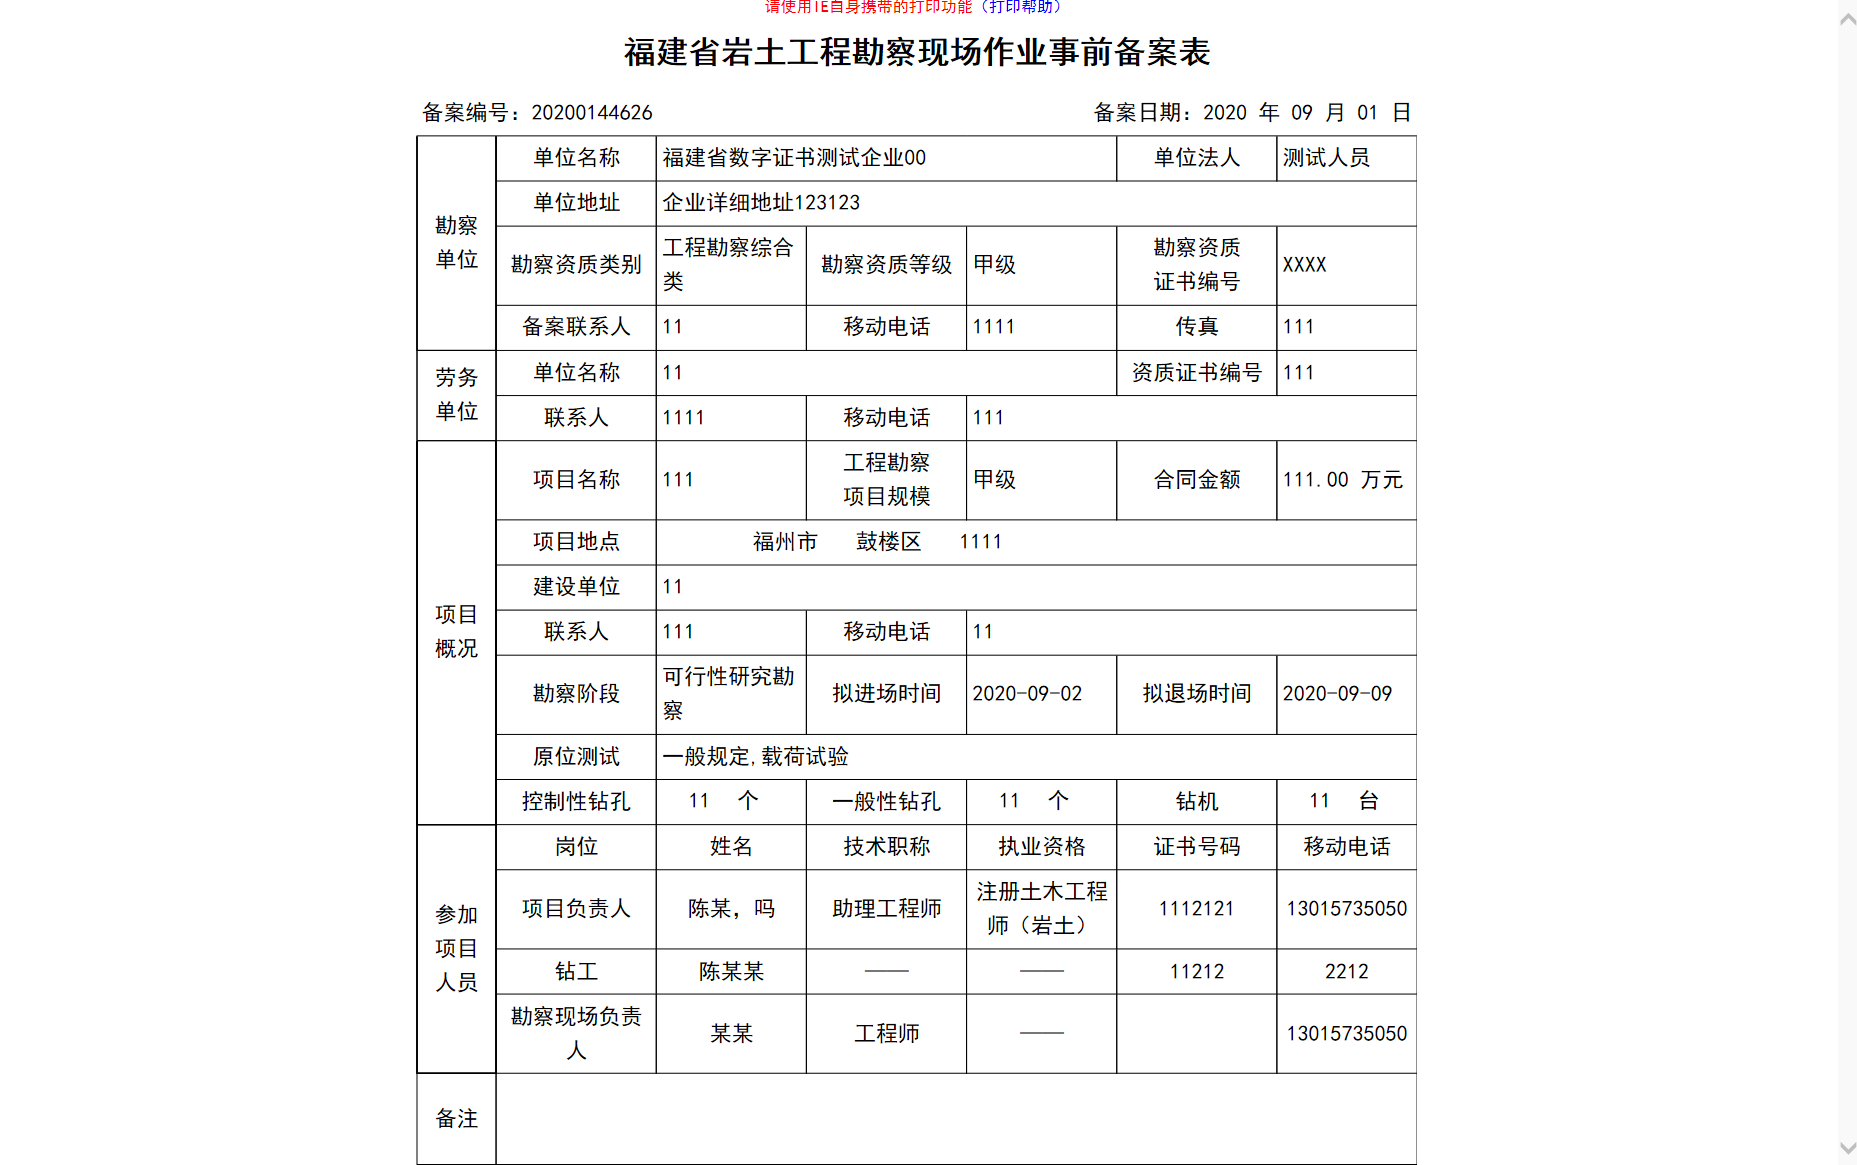 请使用IE自身携带的打印功能（打印帮助）
福建省岩土工程勘察现场作业事前备案表
备案编号：20200144626 备案日期：2020 年 09 月 01 日
勘察
单位
单位名称 福建省数字证书测试企业00 单位法人 测试人员
单位地址 企业详细地址123123
勘察资质类别 工程勘察综合
类 勘察资质等级 甲级 勘察资质
证书编号 XXXX
备案联系人 11 移动电话 1111 传真 111
劳务
单位
单位名称 11 资质证书编号 111
联系人 1111 移动电话 111
项目
概况
项目名称 111 工程勘察
项目规模 甲级 合同金额 111.00 万元
项目地点 福州市 鼓楼区 1111
建设单位 11
联系人 111 移动电话 11
勘察阶段 可行性研究勘
察 拟进场时间 2020-09-02 拟退场时间 2020-09-09
原位测试 一般规定,载荷试验
控制性钻孔 11 个 一般性钻孔 11 个 钻机 11 台
参加
项目
人员
岗位 姓名 技术职称 执业资格 证书号码 移动电话
项目负责人 陈某，吗 助理工程师 注册土木工程
师（岩土） 1112121 13015735050
钻工 陈某某 —— —— 11212 2212
勘察现场负责
人 某某 工程师 —— 13015735050
备注